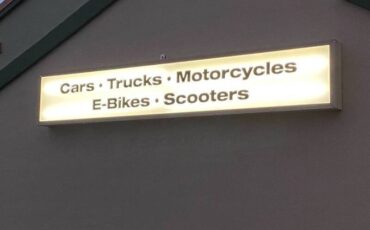 Cars · Trucks · Motorcycles
E-Bikes · Scooters